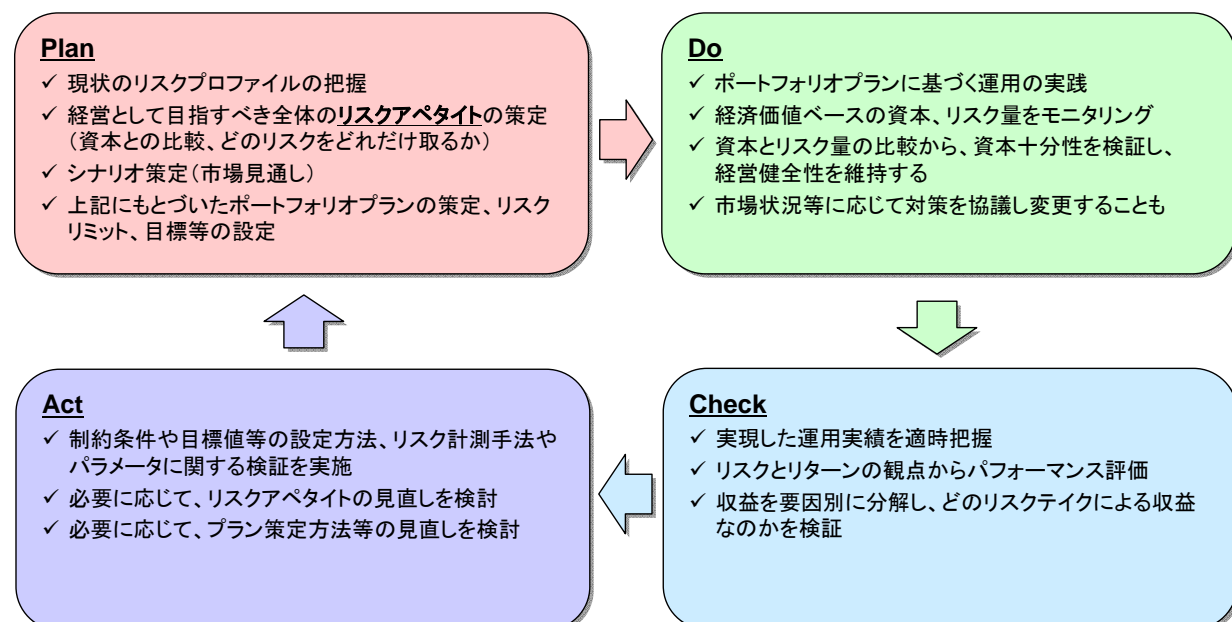 Plan
✓ 現状のリスクプロファイルの把握
✓ 経営として目指すべき全体のリスクアペタイトの策定
（資本との比較、どのリスクをどれだけ取るか）
✓ シナリオ策定（市場見通し）
✓ 上記にもとづいたポートフォリオプランの策定、リスク
リミット、目標等の設定
Do
✓ ポートフォリオプランに基づく運用の実践
✓ 経済価値ベースの資本、リスク量をモニタリング
✓ 資本とリスク量の比較から、資本十分性を検証し、
経営健全性を維持する
✓ 市場状況等に応じて対策を協議し変更することも
Check
✓ 実現した運用実績を適時把握
✓ リスクとリターンの観点からパフォーマンス評価
✓ 収益を要因別に分解し、どのリスクテイクによる収益
なのかを検証
Act
✓ 制約条件や目標値等の設定方法、リスク計測手法や
パラメータに関する検証を実施
✓ 必要に応じて、リスクアペタイトの見直しを検討
✓ 必要に応じて、プラン策定方法等の見直しを検討